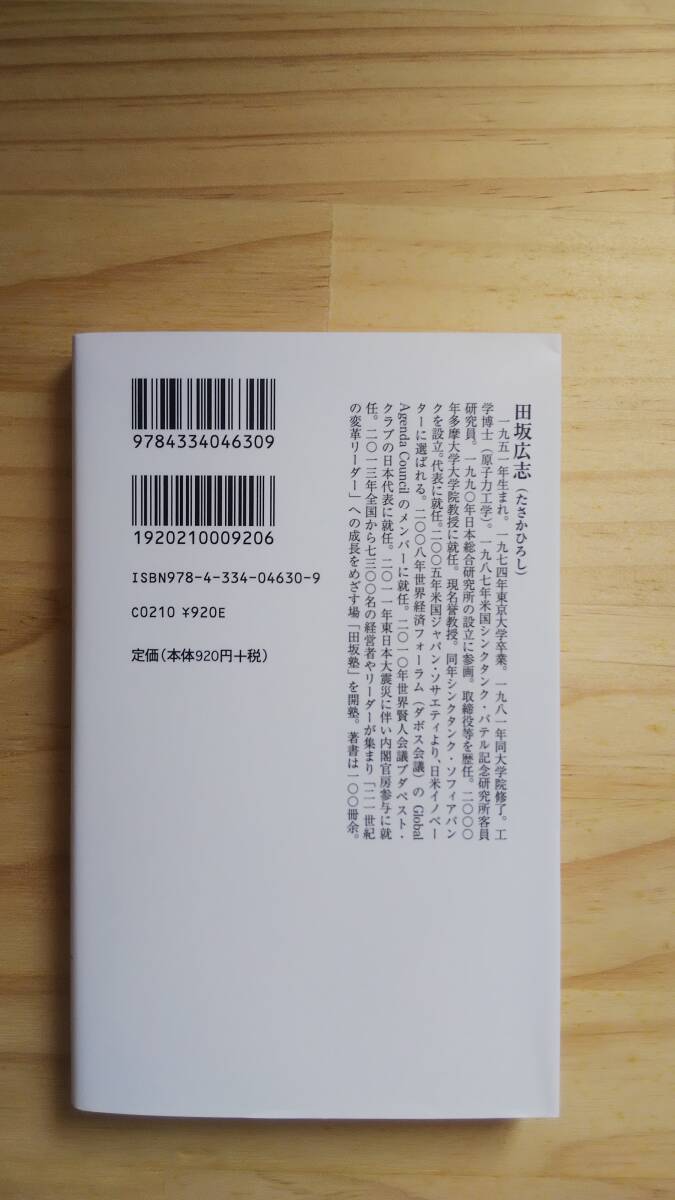 田坂広志(たさかひろし)
一九五一年生まれ。一九七四年東京大学卒業。一九八一年同大学院修了。工
学博士(原子力工学)。一九八七年米国シンクタンク・バテル記念研究所客員
研究員。一九九〇年日本総合研究所の設立に参画。取締役等を歴任。二〇〇〇
年多摩大学大学院教授に就任。現名誉教授。同年シンクタンク・ソフィアバン
クを設立。代表に就任。二〇〇五年米国ジャパン・ソサエティより、日米イノベー
ターに選ばれる。二〇〇八年世界経済フォーラム(ダボス会議)の Global
Agenda Council のメンバーに就任。二〇一〇年世界賢人会議ブダペスト・
クラブの日本代表に就任。二〇一一年東日本大震災に伴い内閣官房参与に就
任。二〇一三年全国から七三〇〇名の経営者やリーダーが集まり「二一世紀
の変革リーダー」への成長をめざす場「田坂塾」を開塾。著書は一〇〇冊余。
9784334046309
1920210009206
ISBN978-4-334-04630-9
C0210 ¥920E
定価(本体920円+税)